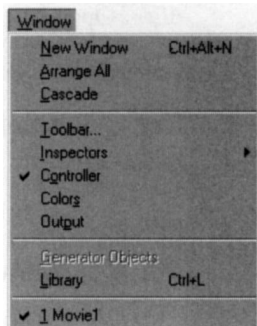 Window
New Window Ctrl+Alt+N
Arrange All
Cascade
Toolbar...
Inspectors
Controller
Colors
Output
Generator Objects
Library Ctrl+L
1 Movie1